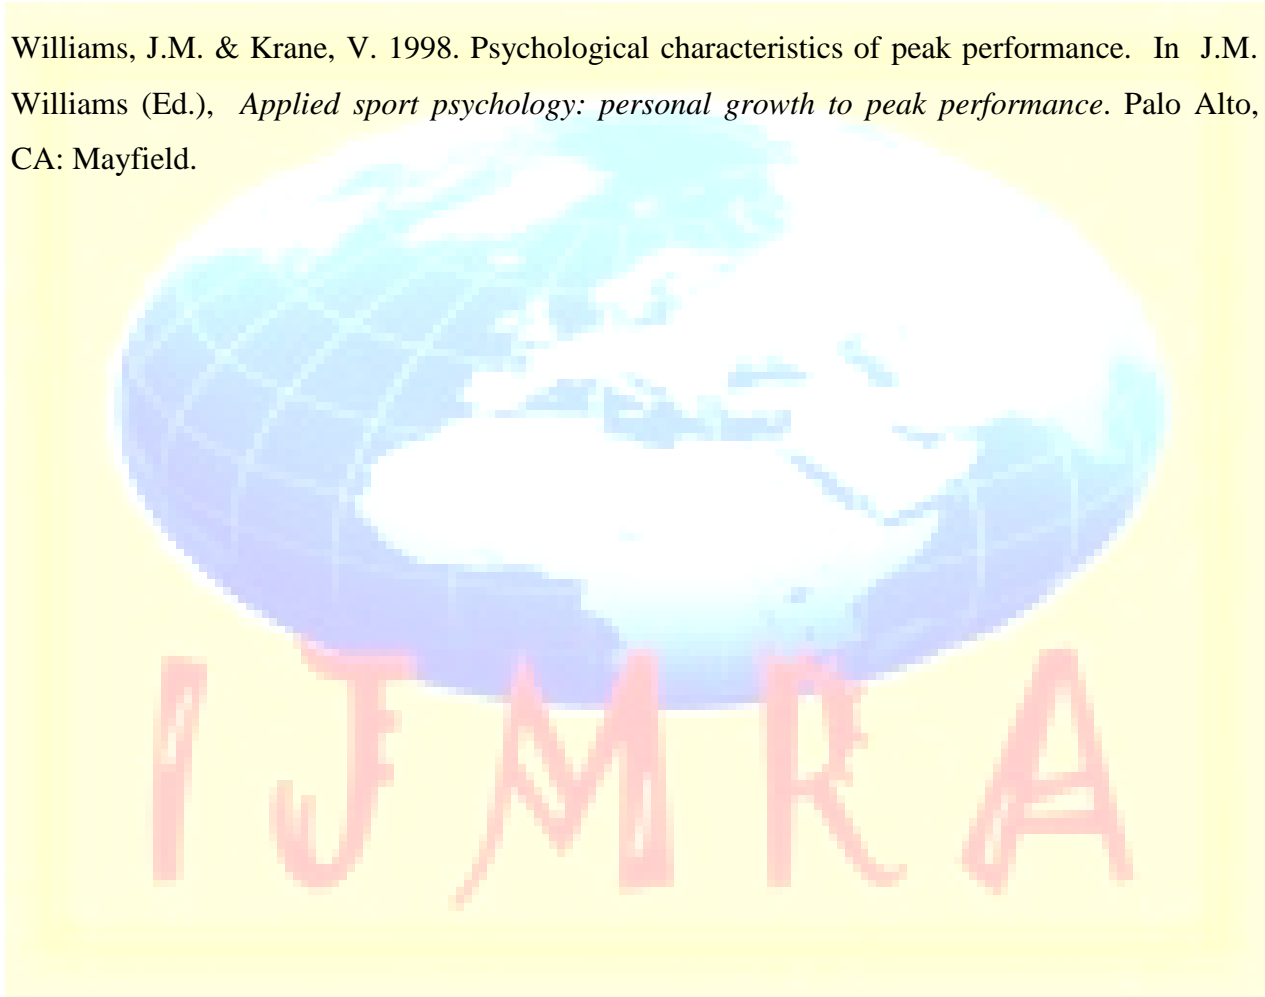 Williams, J.M. & Krane, V. 1998. Psychological characteristics of peak performance. In J.M.
Williams (Ed.), Applied sport psychology: personal growth to peak performance. Palo Alto,
CA: Mayfield.
IJMRA